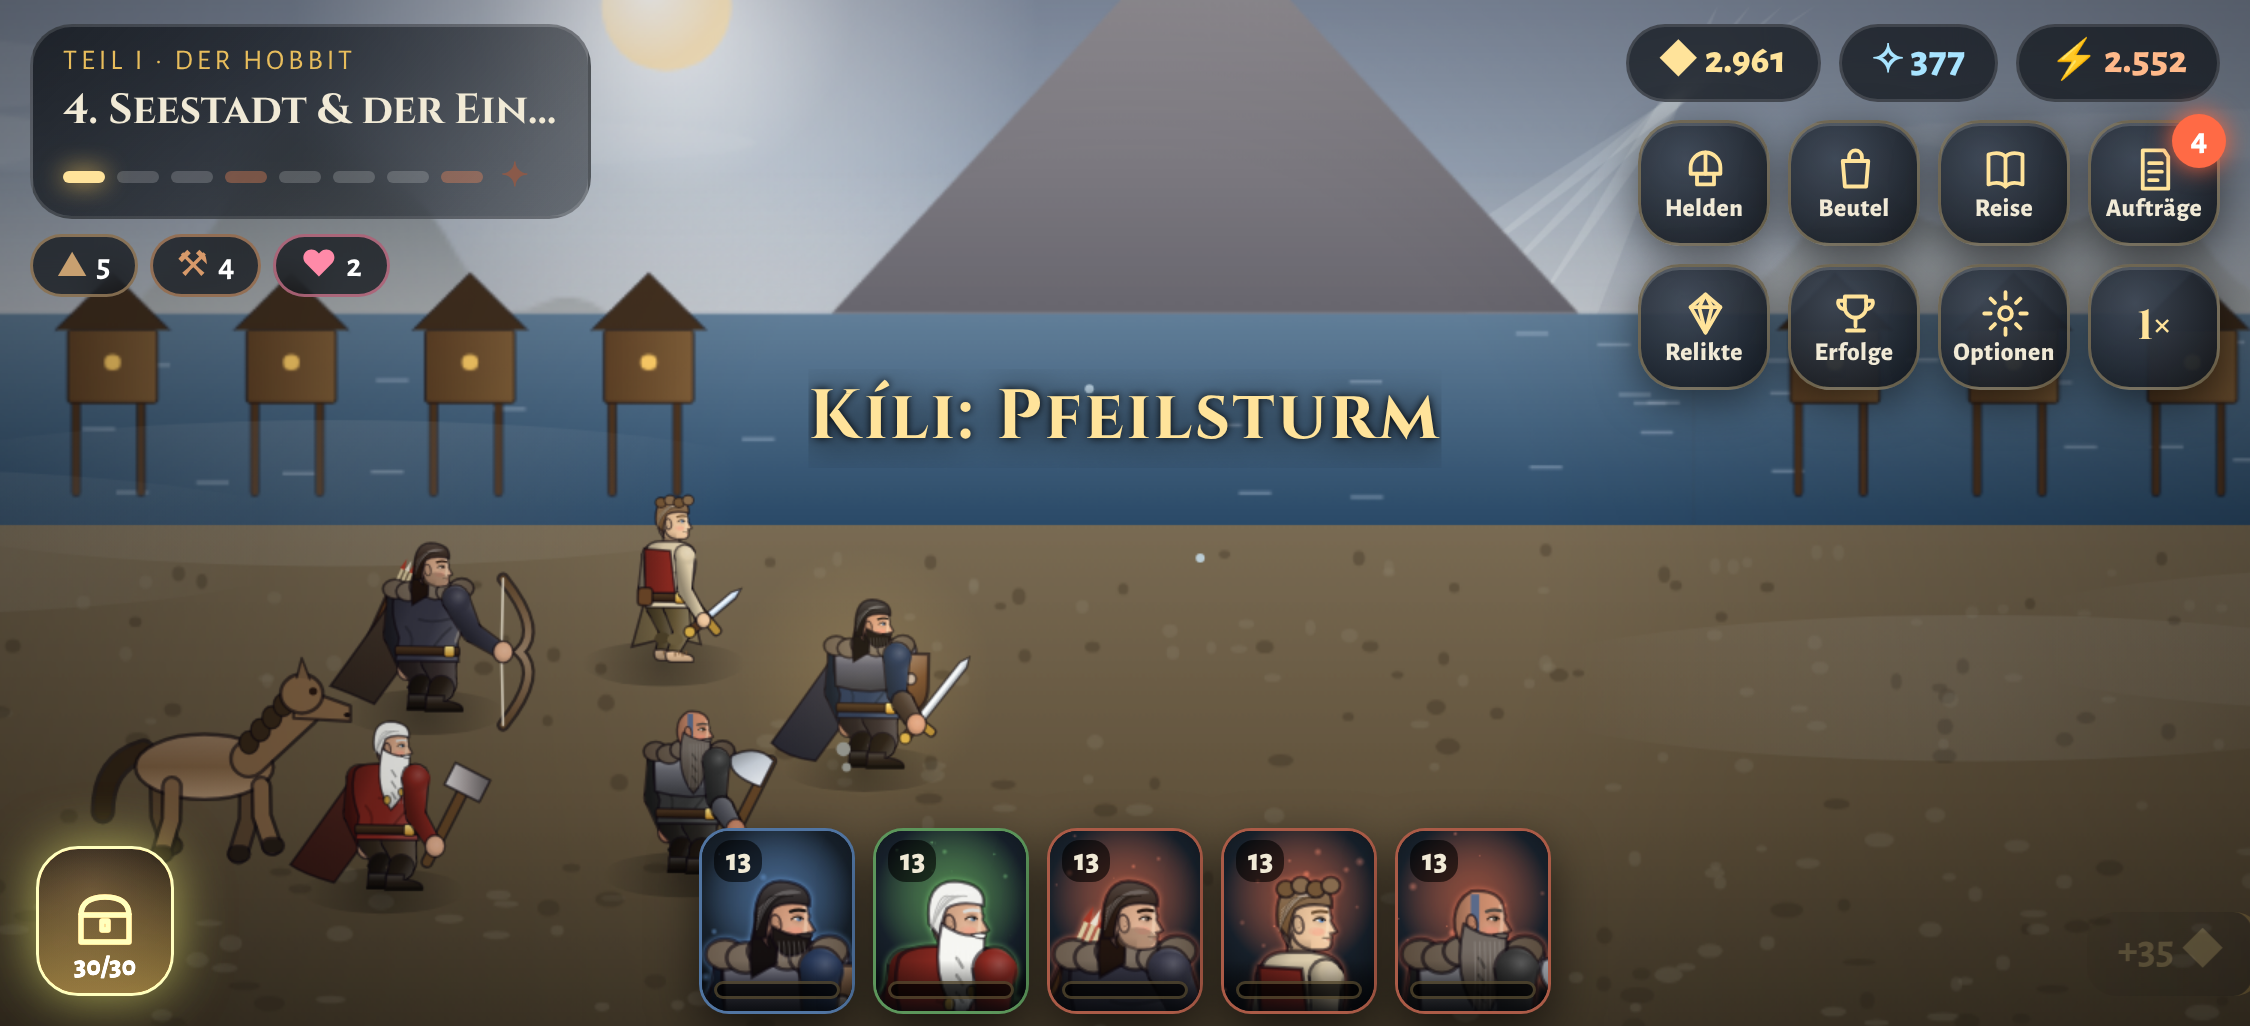 TEIL I · DER HOBBIT
4. SEESTADT & DER EIN...
5
4
2
2.961
377
2.552
4
Helden
Beutel
Reise
Aufträge
Relikte
Erfolge
Optionen
1×
KÍLI: PFEILSTURM
30/30
13
13
13
13
13
+35